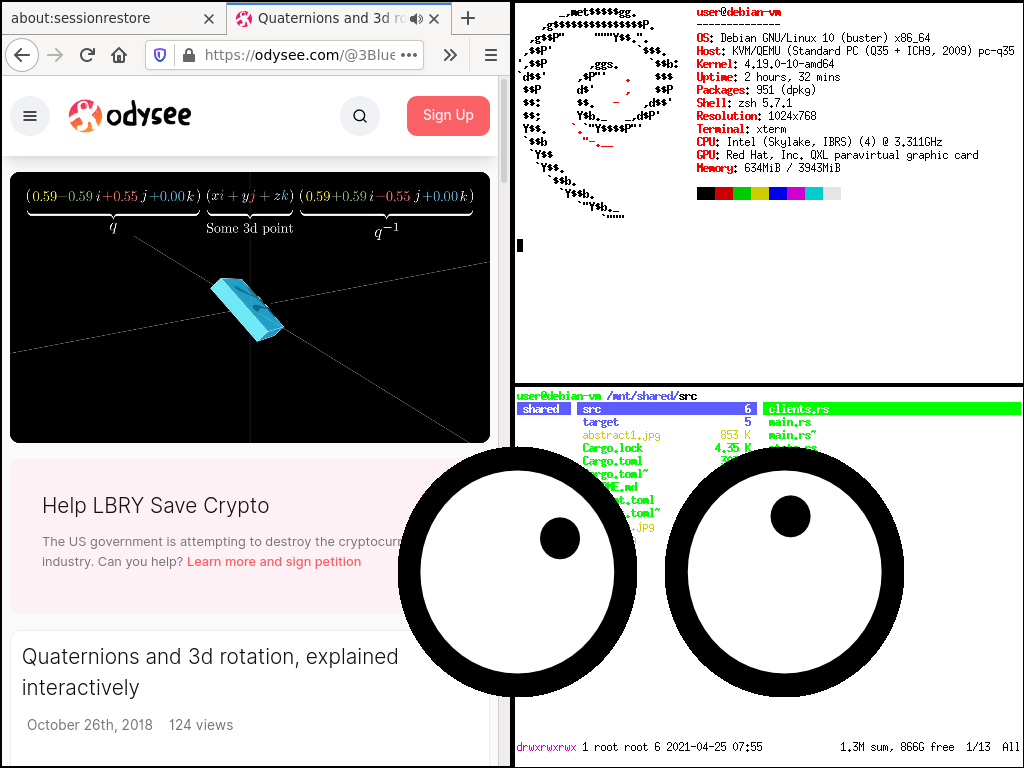 about:sessionrestore
Quaternions and 3d ro
https://odysee.com/@3Blue
odysee
Sign Up
(0.59−0.59 i+0.55 j+0.00 k) (xi + yj + zk) (0.59+0.59 i−0.55 j+0.00 k)
q Some 3d point q−1
Help LBRY Save Crypto
The US government is attempting to destroy the cryptocurr
industry. Can you help? Learn more and sign petition
Quaternions and 3d rotation, explained
interactively
October 26th, 2018 124 views
user@debian-vm
--------------
OS: Debian GNU/Linux 10 (buster) x86_64
Host: KVM/QEMU (Standard PC (Q35 + ICH9, 2009) pc-q35
Kernel: 4.19.0-10-amd64
Uptime: 2 hours, 32 mins
Packages: 951 (dpkg)
Shell: zsh 5.7.1
Resolution: 1024x768
Terminal: xterm
CPU: Intel (Skylake, IBRS) (4) @ 3.311GHz
GPU: Red Hat, Inc. QXL paravirtual graphic card
Memory: 634MiB / 3943MiB
user@debian-vm /mnt/shared/src
shared src 6 clients.rs
target 5 main.rs
abstract1.jpg 853 K main.rs~
Cargo.lock 4.35 K
Cargo.toml
argo.toml~
ME.md
t.toml
.toml~
.jpg
drwxrwxrwx 1 root root 6 2021-04-25 07:55 1.3M sum, 866G free 1/13 All